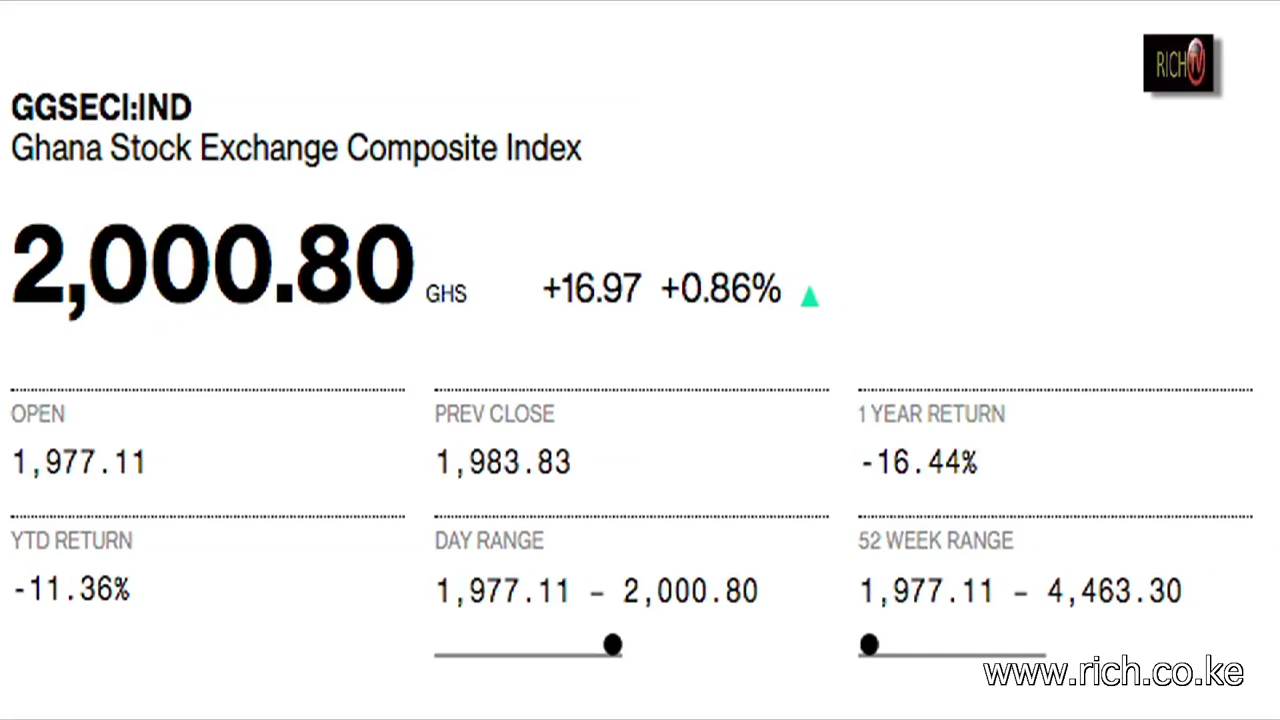 RICH TV
GGSECI:IND
Ghana Stock Exchange Composite Index
2,000.80 GHS +16.97 +0.86% ▲
OPEN PREV CLOSE 1 YEAR RETURN
1,977.11 1,983.83 -16.44%
YTD RETURN DAY RANGE 52 WEEK RANGE
-11.36% 1,977.11 – 2,000.80 1,977.11 – 4,463.30
www.rich.co.ke